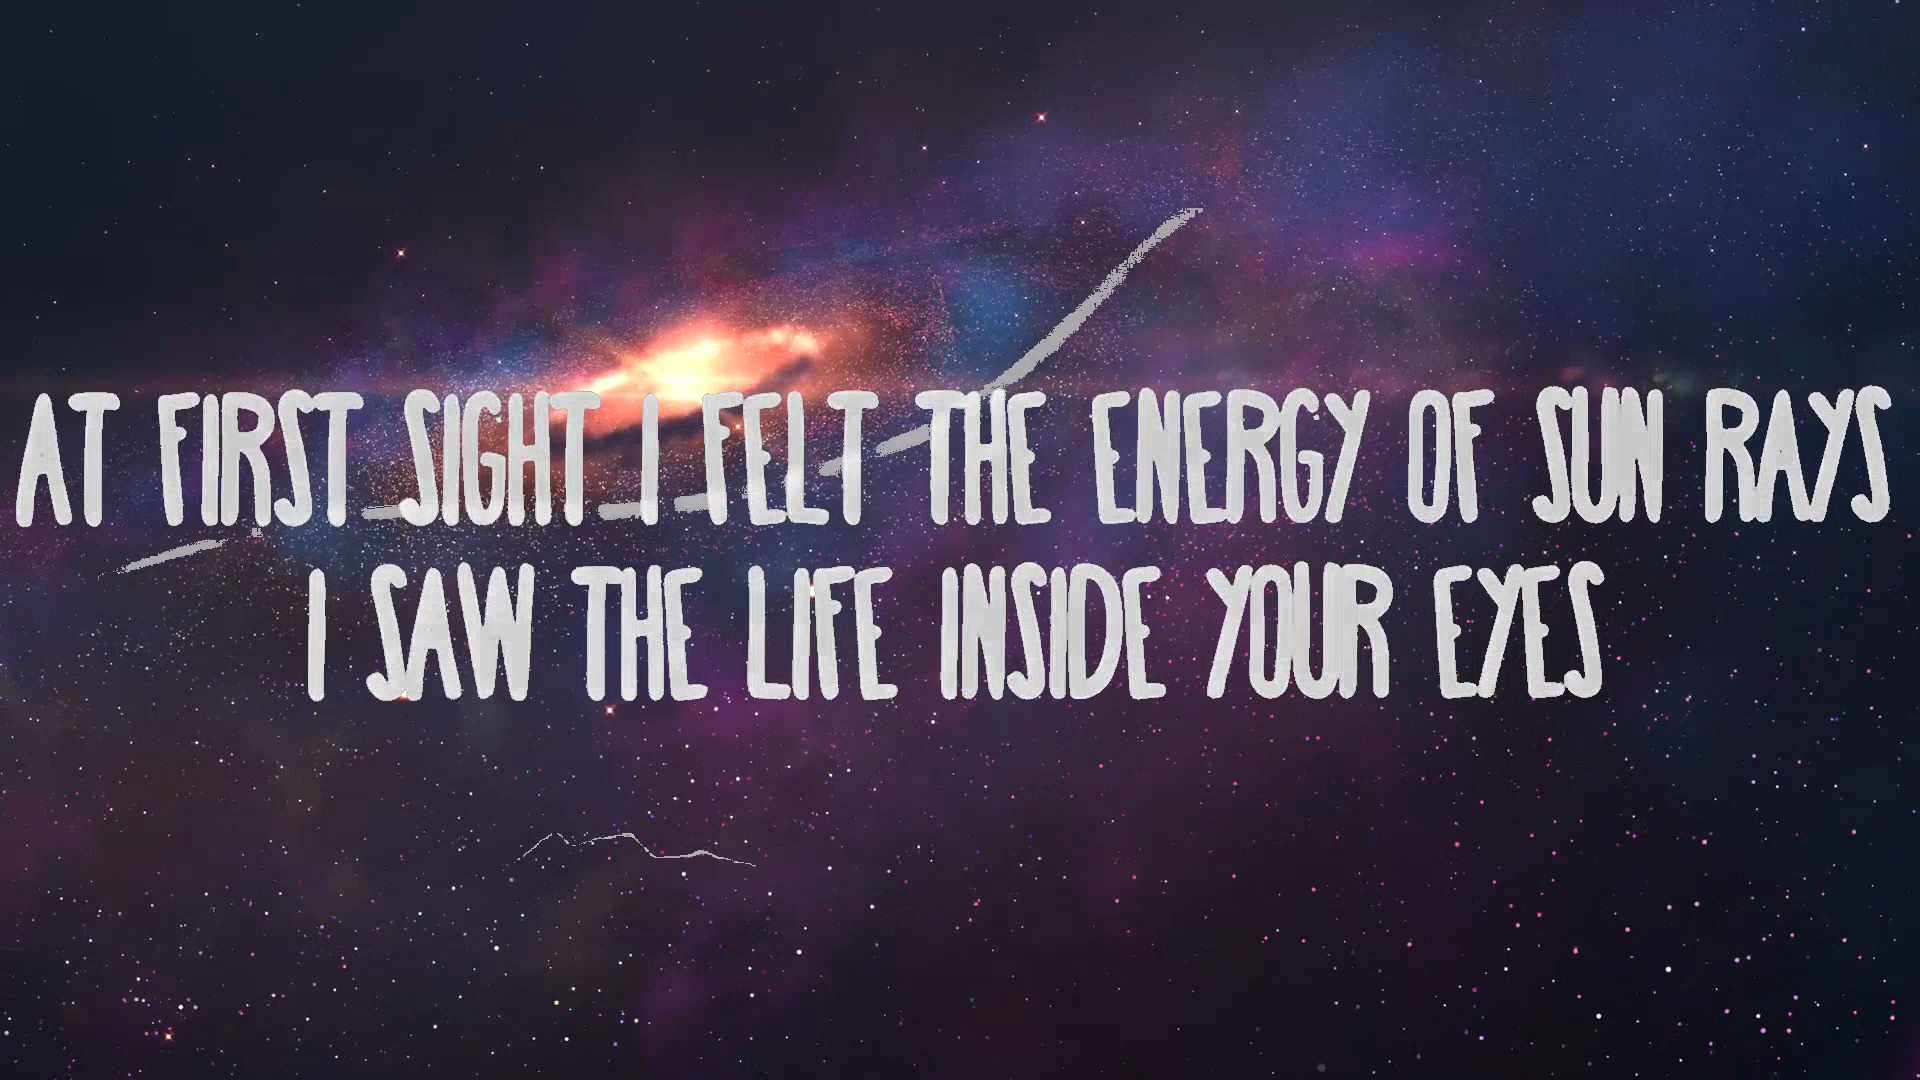 AT FIRST SIGHT I FELT THE ENERGY OF SUN RAYS
I SAW THE LIFE INSIDE YOUR EYES